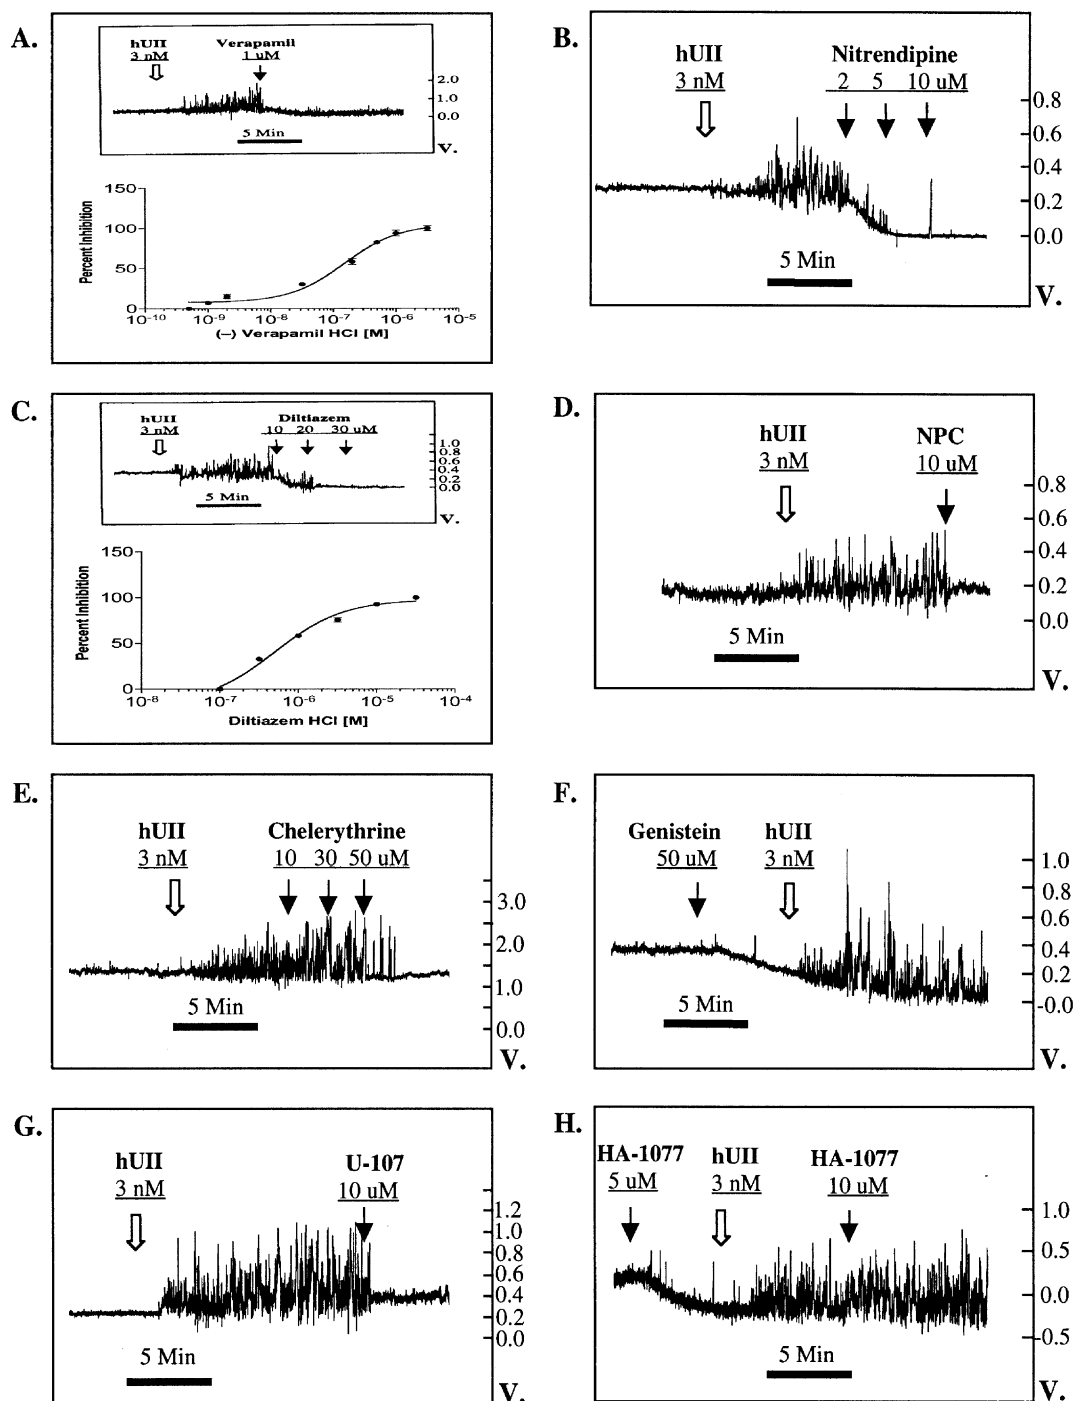 A.
hUII
3 nM
Verapamil
1 uM
2.0
1.0
0.0
5 Min
V.
Percent Inhibition
150
100
50
0
10-10
10-9
10-8
10-7
10-6
10-5
(−) Verapamil HCl [M]
B.
hUII
3 nM
Nitrendipine
2 5 10 uM
0.8
0.6
0.4
0.2
0.0
5 Min
V.
C.
hUII
3 nM
Diltiazem
10 20 30 uM
1.0
0.8
0.6
0.4
0.2
0.0
5 Min
V.
Percent Inhibition
150
100
50
0
10-8
10-7
10-6
10-5
10-4
Diltiazem HCl [M]
D.
hUII
3 nM
NPC
10 uM
0.8
0.6
0.4
0.2
0.0
5 Min
V.
E.
hUII
3 nM
Chelerythrine
10 30 50 uM
3.0
2.0
1.0
0.0
5 Min
V.
F.
Genistein
50 uM
hUII
3 nM
1.0
0.8
0.6
0.4
0.2
-0.0
5 Min
V.
G.
hUII
3 nM
U-107
10 uM
1.2
1.0
0.8
0.6
0.4
0.2
0.0
5 Min
V.
H.
HA-1077
5 uM
hUII
3 nM
HA-1077
10 uM
1.0
0.5
0.0
-0.5
5 Min
V.